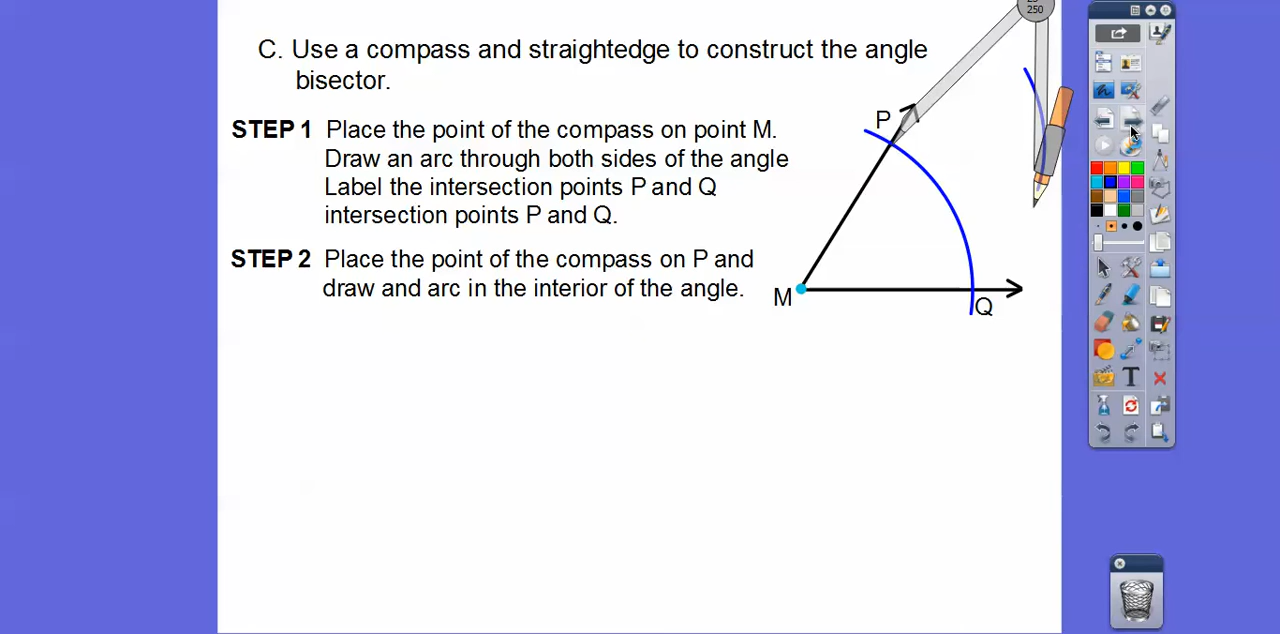 C. Use a compass and straightedge to construct the angle
bisector.
STEP 1 Place the point of the compass on point M.
Draw an arc through both sides of the angle
Label the intersection points P and Q
intersection points P and Q.
STEP 2 Place the point of the compass on P and
draw and arc in the interior of the angle.
P
M
Q
250
T